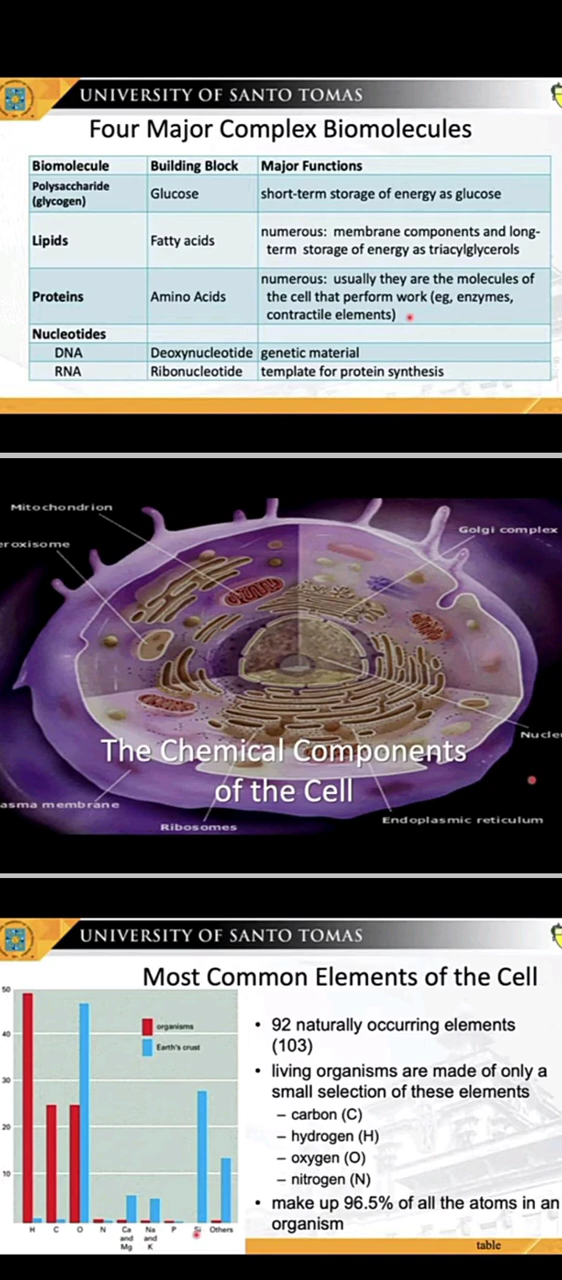 UNIVERSITY OF SANTO TOMAS
Four Major Complex Biomolecules
Biomolecule Building Block Major Functions
Polysaccharide
(glycogen) Glucose short-term storage of energy as glucose
Lipids Fatty acids numerous: membrane components and long-
term storage of energy as triacylglycerols
Proteins Amino Acids numerous: usually they are the molecules of
the cell that perform work (eg, enzymes,
contractile elements)
Nucleotides
DNA Deoxynucleotide genetic material
RNA Ribonucleotide template for protein synthesis
Mitochondrion
Golgi complex
eroxisome
Nucle
The Chemical Components
of the Cell
asma membrane
Ribosomes
Endoplasmic reticulum
UNIVERSITY OF SANTO TOMAS
Most Common Elements of the Cell
50
40
30
20
10
organisms
Earth's crust
H C O N Ca and Mg Na and K P Si Others
• 92 naturally occurring elements
(103)
• living organisms are made of only a
small selection of these elements
– carbon (C)
– hydrogen (H)
– oxygen (O)
– nitrogen (N)
• make up 96.5% of all the atoms in an
organism
table